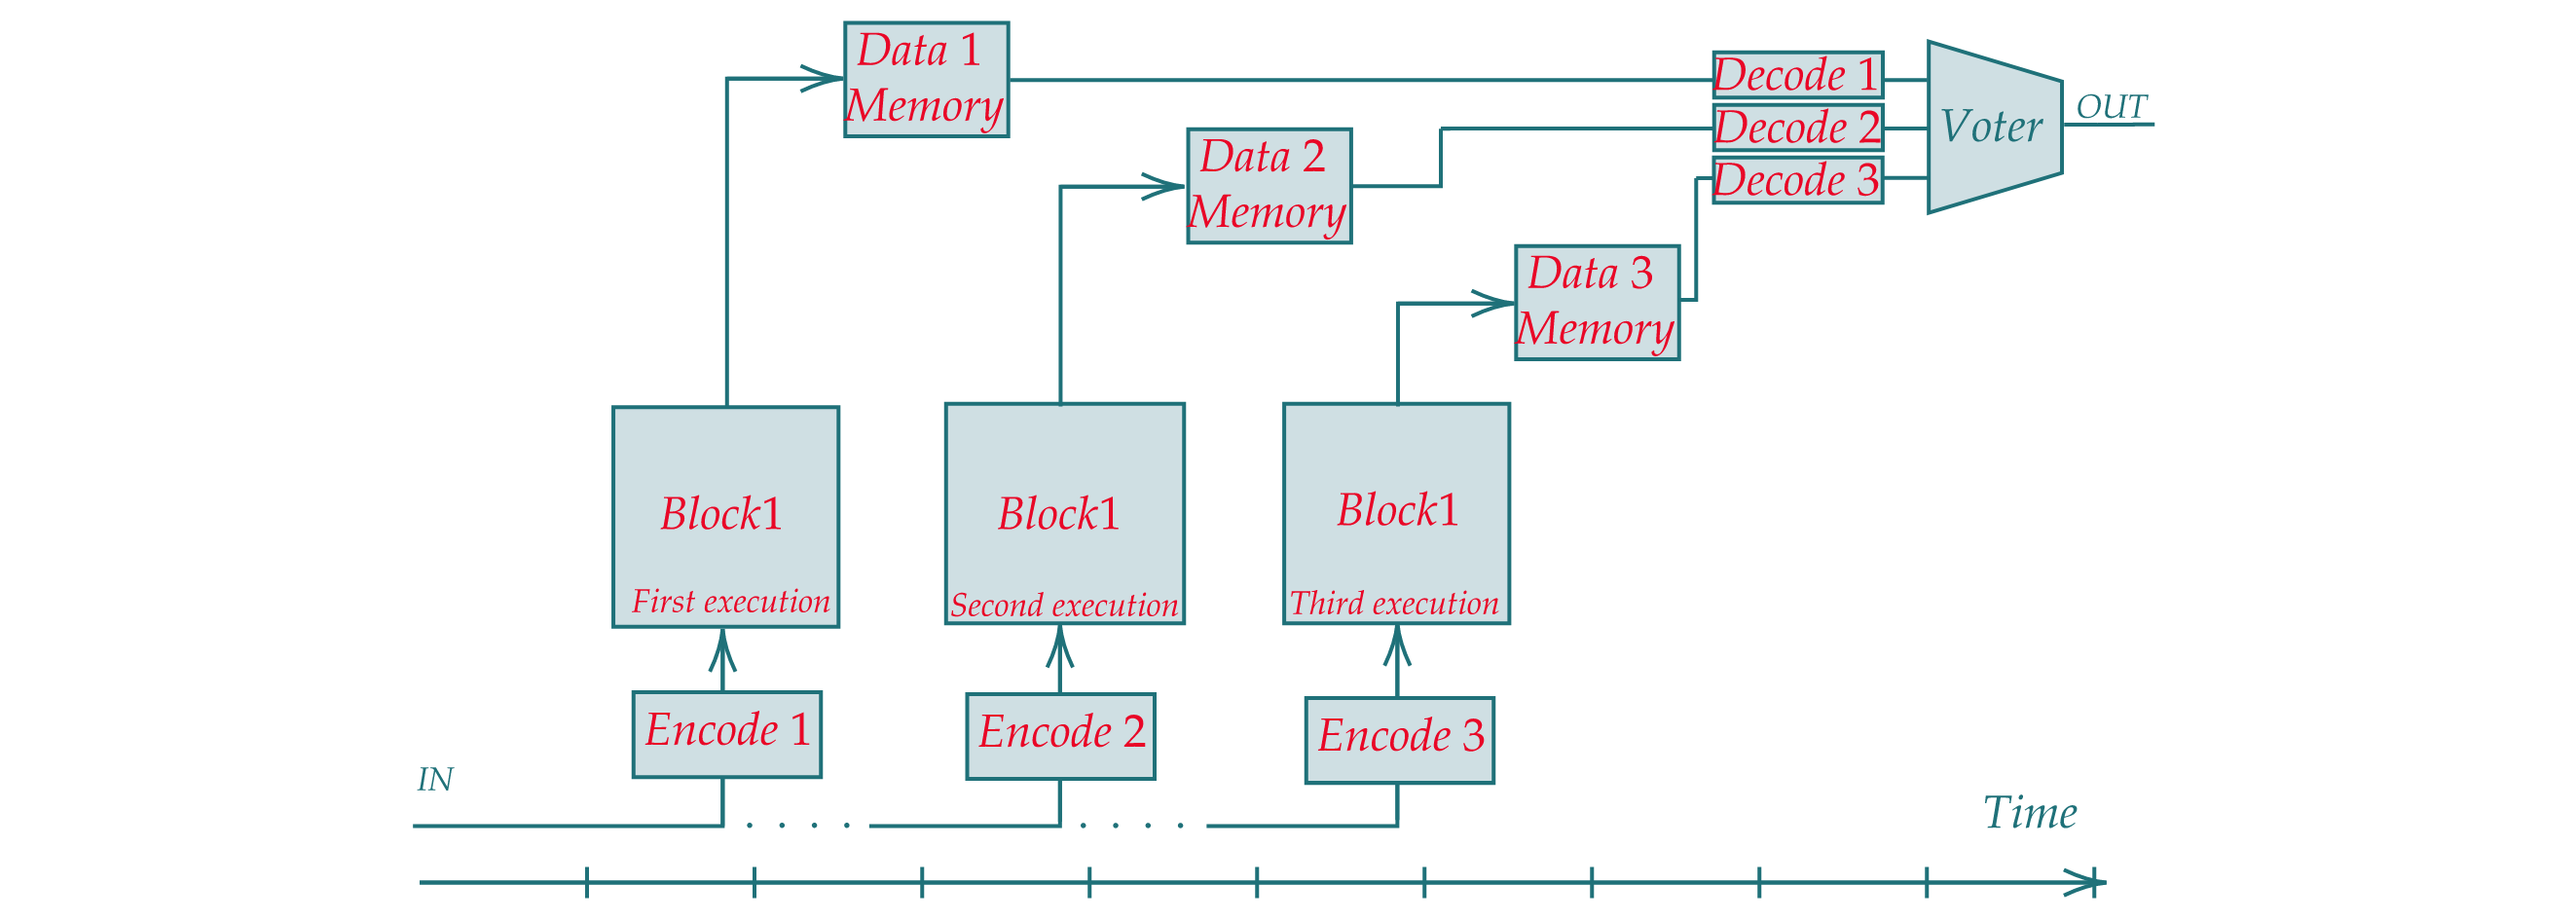 Data 1
Memory
Decode 1
Decode 2
Decode 3
Voter
OUT
Data 2
Memory
Data 3
Memory
Block1
First execution
Block1
Second execution
Block1
Third execution
Encode 1
Encode 2
Encode 3
IN
Time